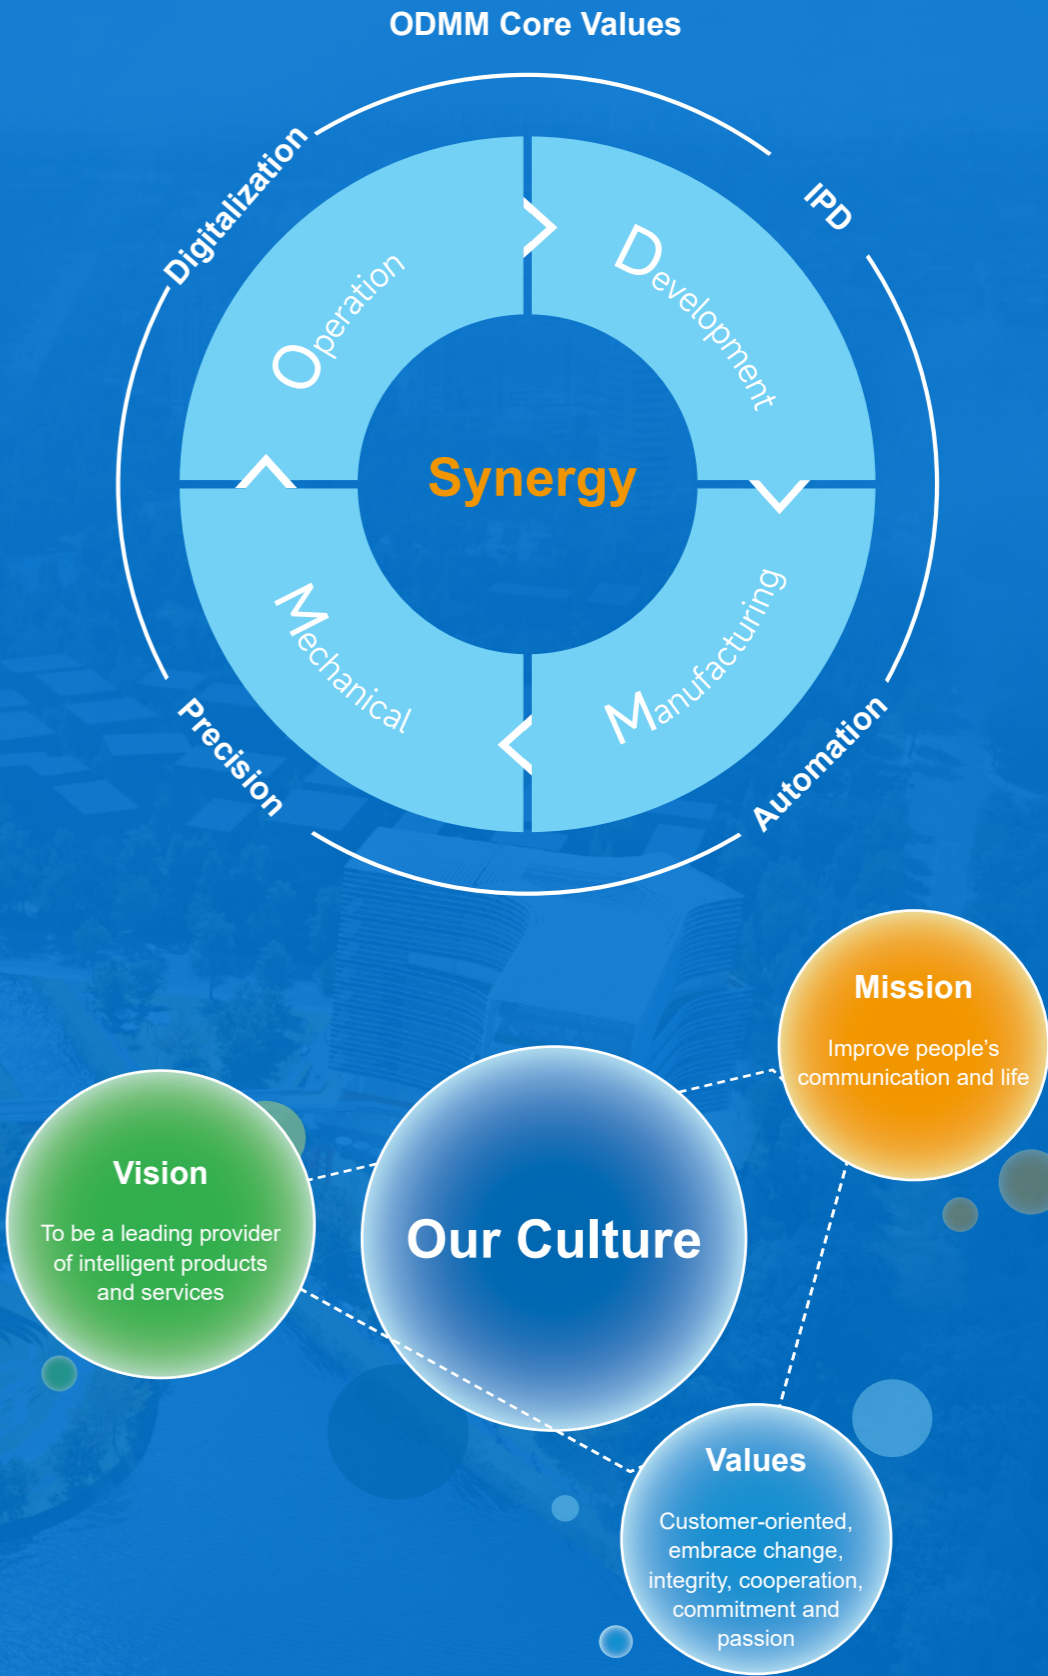 ODMM Core Values
Digitalization
IPD
Operation
Development
Synergy
Mechanical
Manufacturing
Precision
Automation
Mission
Improve people’s
communication and life
Vision
To be a leading provider
of intelligent products
and services
Our Culture
Values
Customer-oriented,
embrace change,
integrity, cooperation,
commitment and
passion